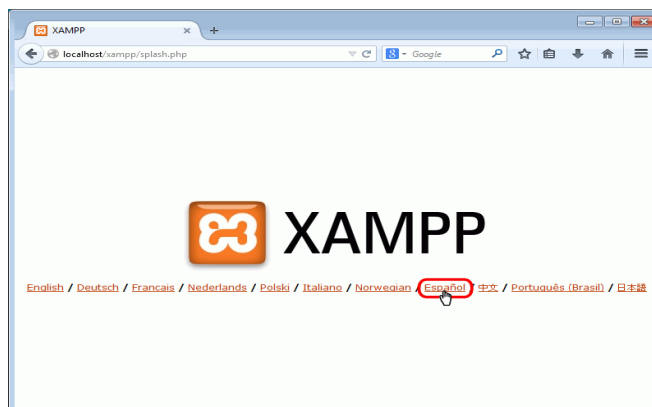 XAMPP
localhost/xampp/splash.php
Google
XAMPP
English / Deutsch / Francais / Nederlands / Polski / Italiano / Norwegian / Español / 中文 / Português (Brasil) / 日本語